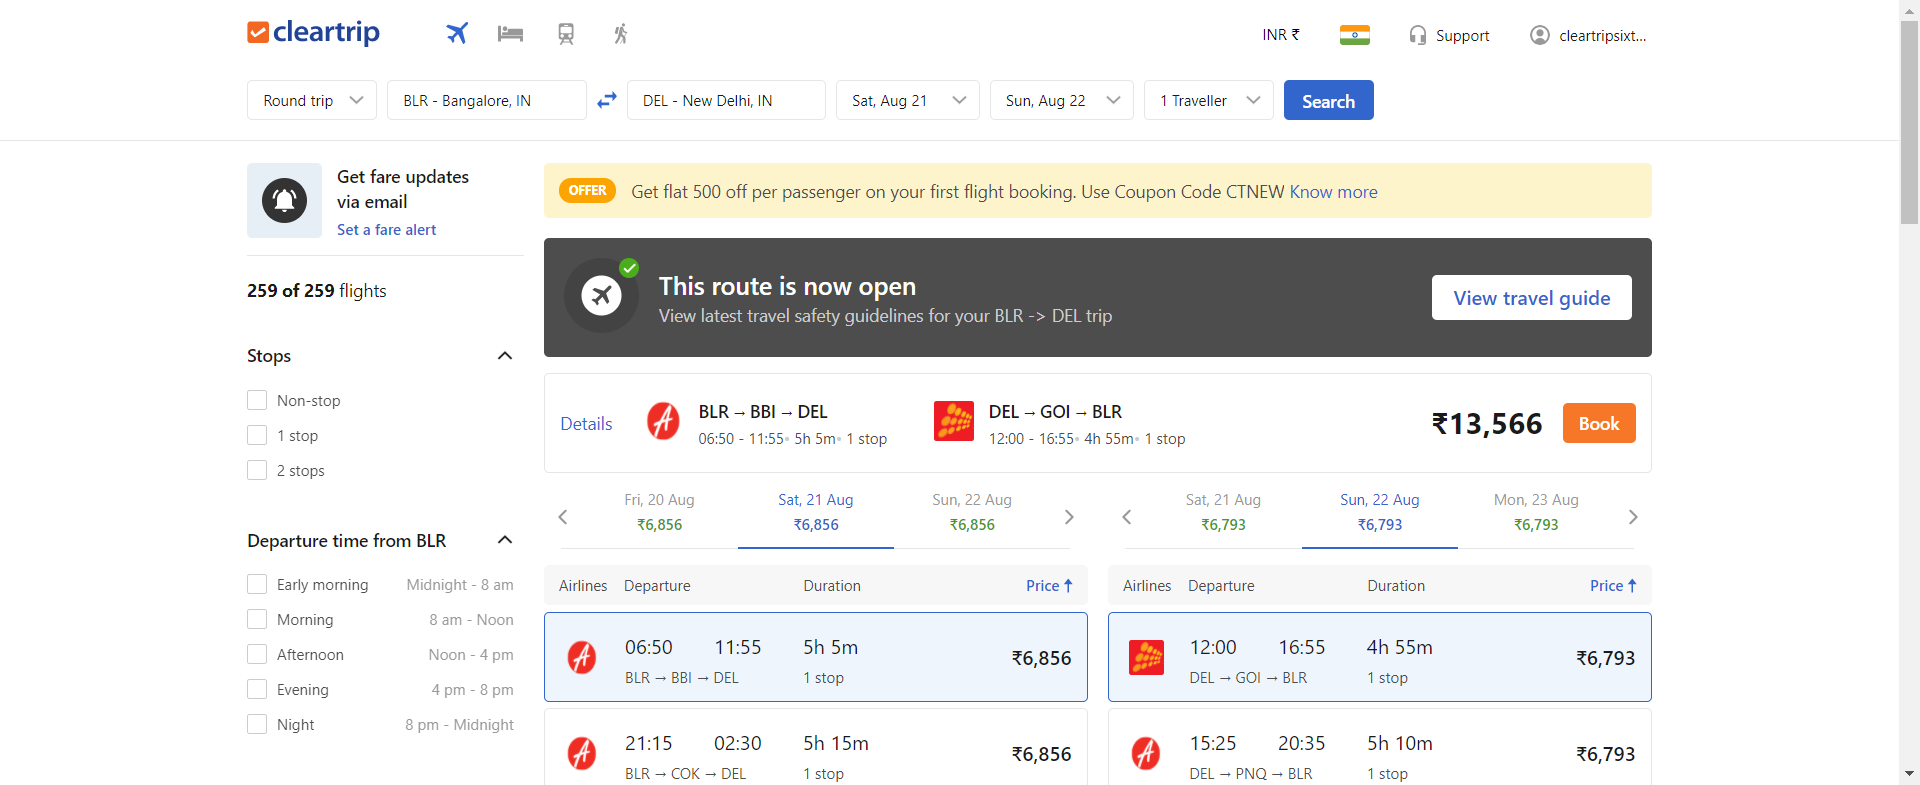 cleartrip
INR ₹
Support
cleartripsixt...
Round trip
BLR - Bangalore, IN
DEL - New Delhi, IN
Sat, Aug 21
Sun, Aug 22
1 Traveller
Search
Get fare updates
via email
Set a fare alert
259 of 259 flights
Stops
Non-stop
1 stop
2 stops
Departure time from BLR
Early morning Midnight - 8 am
Morning 8 am - Noon
Afternoon Noon - 4 pm
Evening 4 pm - 8 pm
Night 8 pm - Midnight
OFFER Get flat 500 off per passenger on your first flight booking. Use Coupon Code CTNEW Know more
This route is now open
View latest travel safety guidelines for your BLR -> DEL trip
View travel guide
Details
BLR → BBI → DEL
06:50 - 11:55• 5h 5m• 1 stop
DEL → GOI → BLR
12:00 - 16:55• 4h 55m• 1 stop
₹13,566
Book
Fri, 20 Aug
₹6,856
Sat, 21 Aug
₹6,856
Sun, 22 Aug
₹6,856
Sat, 21 Aug
₹6,793
Sun, 22 Aug
₹6,793
Mon, 23 Aug
₹6,793
Airlines Departure Duration Price ↑
06:50 11:55 5h 5m ₹6,856
BLR → BBI → DEL 1 stop
21:15 02:30 5h 15m ₹6,856
BLR → COK → DEL 1 stop
Airlines Departure Duration Price ↑
12:00 16:55 4h 55m ₹6,793
DEL → GOI → BLR 1 stop
15:25 20:35 5h 10m ₹6,793
DEL → PNQ → BLR 1 stop